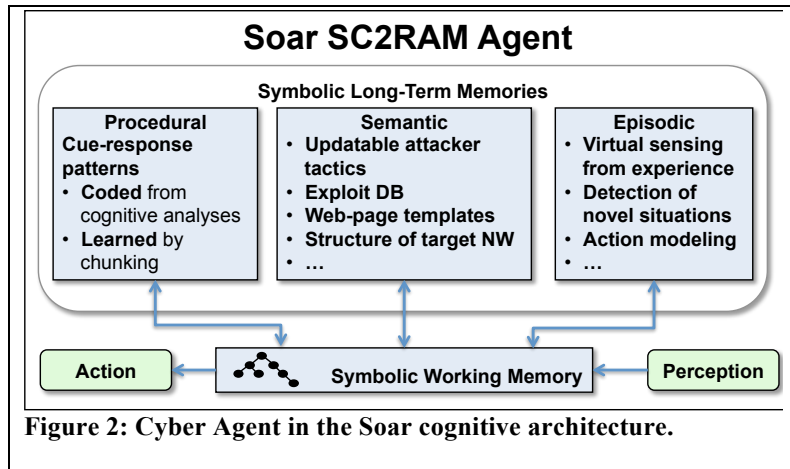 Soar SC2RAM Agent
Symbolic Long-Term Memories
Procedural
Cue-response
patterns
• Coded from
cognitive analyses
• Learned by
chunking
Semantic
• Updatable attacker
tactics
• Exploit DB
• Web-page templates
• Structure of target NW
• …
Episodic
• Virtual sensing
from experience
• Detection of
novel situations
• Action modeling
• …
Action
Symbolic Working Memory
Perception
Figure 2: Cyber Agent in the Soar cognitive architecture.